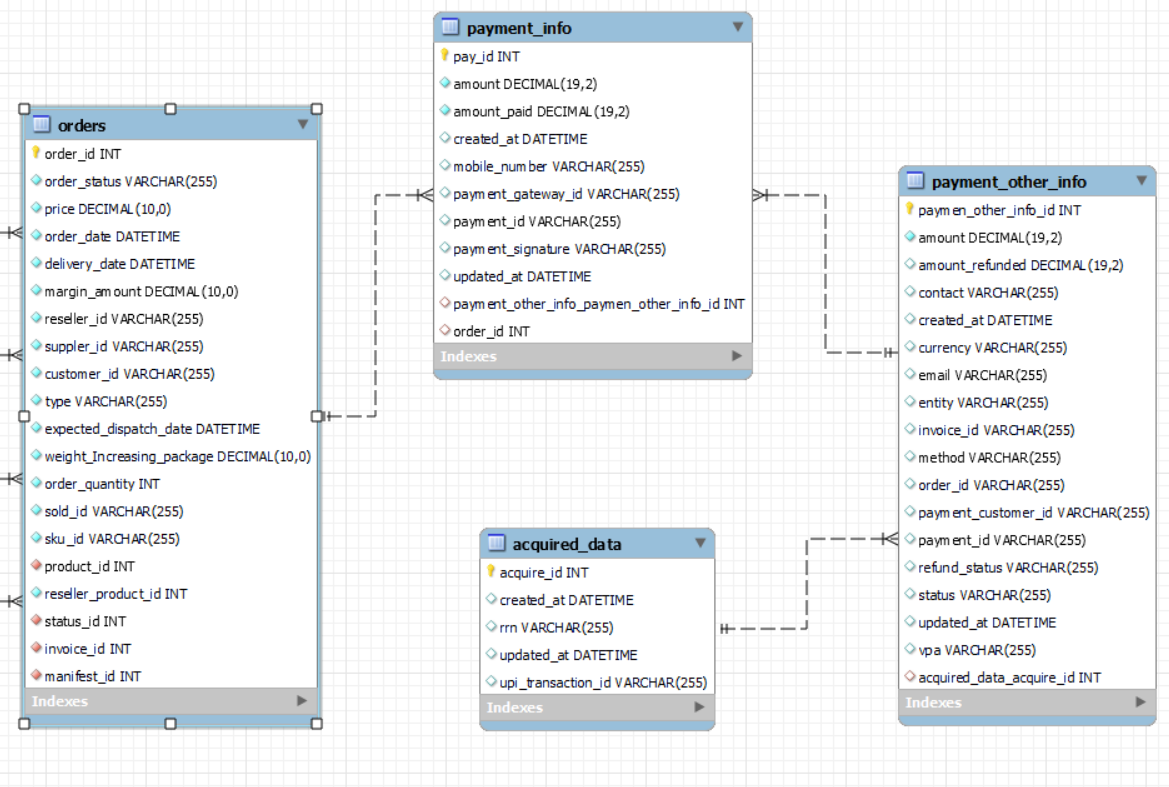 payment_info
pay_id INT
amount DECIMAL(19,2)
amount_paid DECIMAL(19,2)
created_at DATETIME
mobile_number VARCHAR(255)
payment_gateway_id VARCHAR(255)
payment_id VARCHAR(255)
payment_signature VARCHAR(255)
updated_at DATETIME
payment_other_info_paymen_other_info_id INT
order_id INT
Indexes
orders
order_id INT
order_status VARCHAR(255)
price DECIMAL(10,0)
order_date DATETIME
delivery_date DATETIME
margin_amount DECIMAL(10,0)
reseller_id VARCHAR(255)
suppler_id VARCHAR(255)
customer_id VARCHAR(255)
type VARCHAR(255)
expected_dispatch_date DATETIME
weight_Increasing_package DECIMAL(10,0)
order_quantity INT
sold_id VARCHAR(255)
sku_id VARCHAR(255)
product_id INT
reseller_product_id INT
status_id INT
invoice_id INT
manifest_id INT
Indexes
payment_other_info
paymen_other_info_id INT
amount DECIMAL(19,2)
amount_refunded DECIMAL(19,2)
contact VARCHAR(255)
created_at DATETIME
currency VARCHAR(255)
email VARCHAR(255)
entity VARCHAR(255)
invoice_id VARCHAR(255)
method VARCHAR(255)
order_id VARCHAR(255)
payment_customer_id VARCHAR(255)
payment_id VARCHAR(255)
refund_status VARCHAR(255)
status VARCHAR(255)
updated_at DATETIME
vpa VARCHAR(255)
acquired_data_acquire_id INT
Indexes
acquired_data
acquire_id INT
created_at DATETIME
rrn VARCHAR(255)
updated_at DATETIME
upi_transaction_id VARCHAR(255)
Indexes